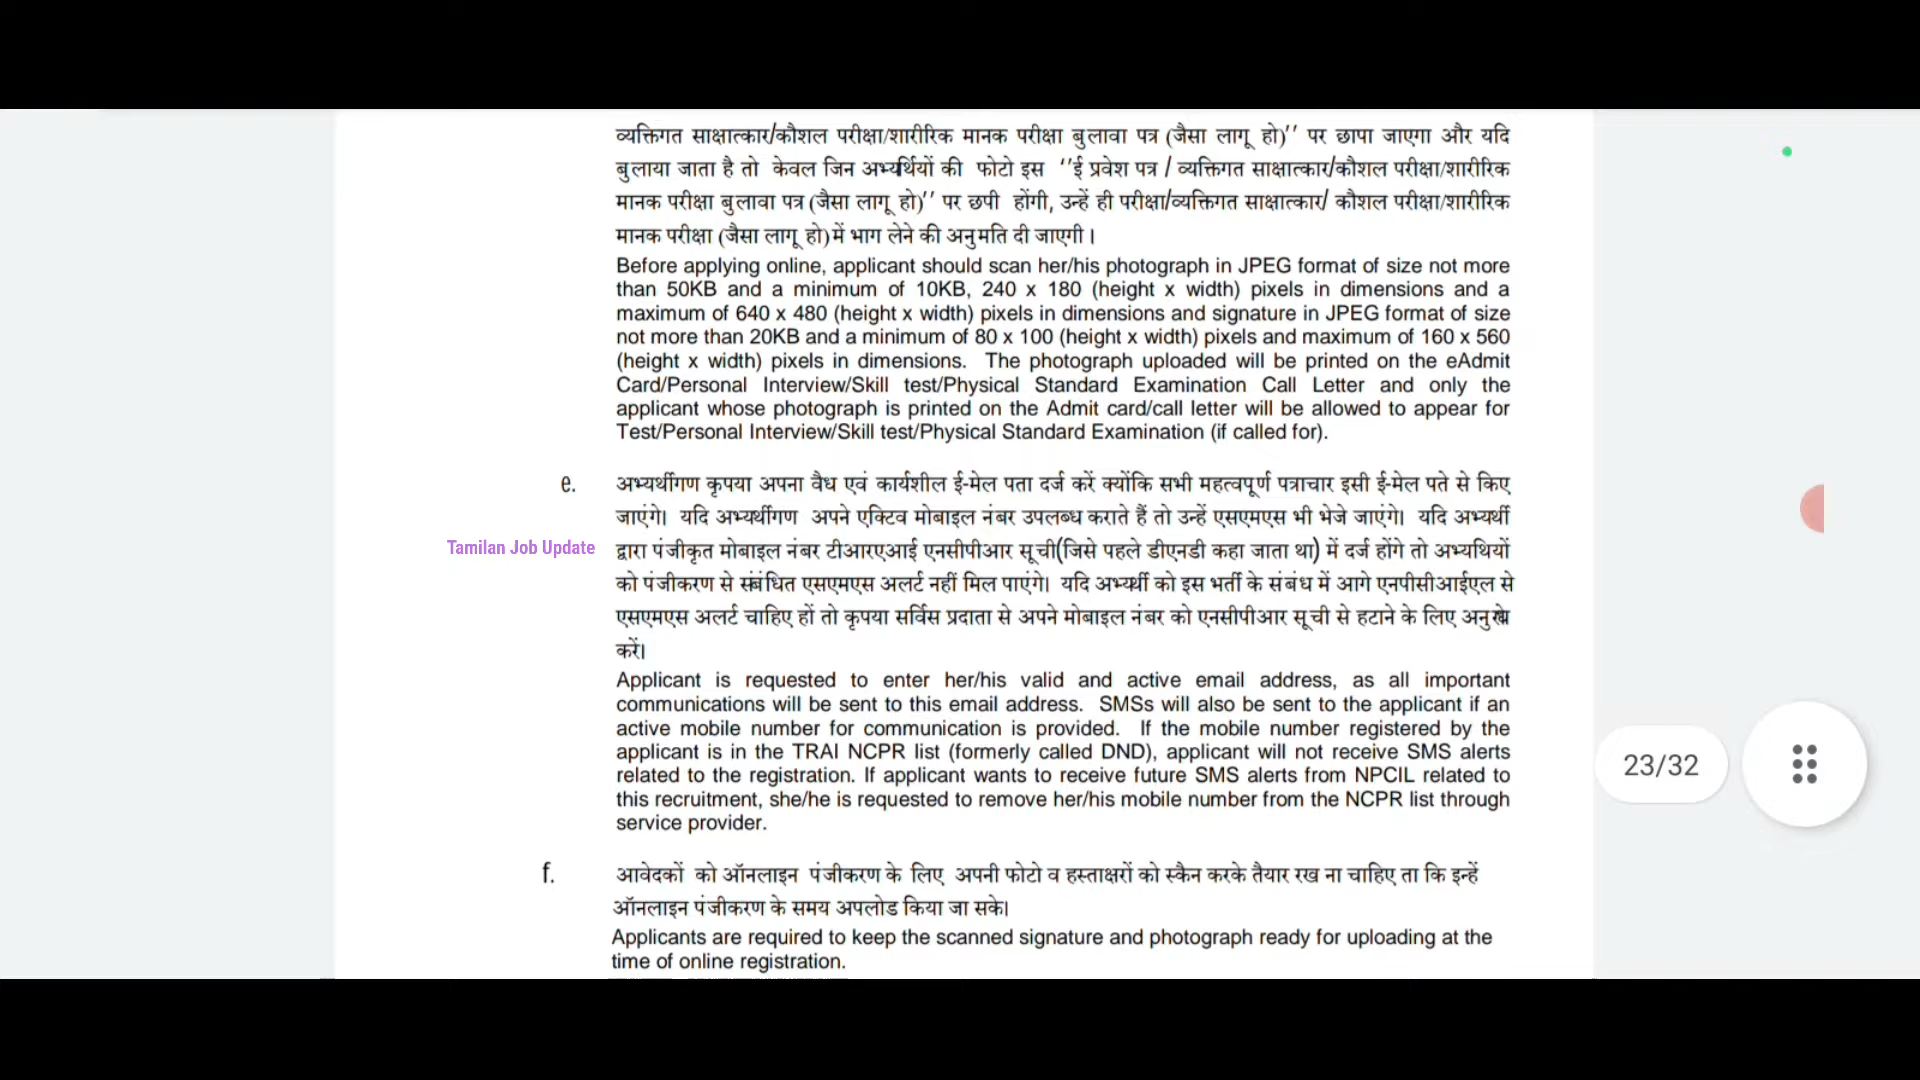 व्यक्तिगत साक्षात्कार/कौशल परीक्षा/शारीरिक मानक परीक्षा बुलावा पत्र (जैसा लागू हो)'' पर छापा जाएगा और यदि
बुलाया जाता है तो केवल जिन अभ्यर्थियों की फोटो इस ''ई प्रवेश पत्र / व्यक्तिगत साक्षात्कार/कौशल परीक्षा/शारीरिक
मानक परीक्षा बुलावा पत्र (जैसा लागू हो)'' पर छपी होंगी, उन्हें ही परीक्षा/व्यक्तिगत साक्षात्कार/ कौशल परीक्षा/शारीरिक
मानक परीक्षा (जैसा लागू हो)में भाग लेने की अनुमति दी जाएगी।
Before applying online, applicant should scan her/his photograph in JPEG format of size not more
than 50KB and a minimum of 10KB, 240 x 180 (height x width) pixels in dimensions and a
maximum of 640 x 480 (height x width) pixels in dimensions and signature in JPEG format of size
not more than 20KB and a minimum of 80 x 100 (height x width) pixels and maximum of 160 x 560
(height x width) pixels in dimensions. The photograph uploaded will be printed on the eAdmit
Card/Personal Interview/Skill test/Physical Standard Examination Call Letter and only the
applicant whose photograph is printed on the Admit card/call letter will be allowed to appear for
Test/Personal Interview/Skill test/Physical Standard Examination (if called for).
e. अभ्यर्थीगण कृपया अपना वैध एवं कार्यशील ई-मेल पता दर्ज करें क्योंकि सभी महत्वपूर्ण पत्राचार इसी ई-मेल पते से किए
जाएंगे। यदि अभ्यर्थीगण अपने एक्टिव मोबाइल नंबर उपलब्ध कराते हैं तो उन्हें एसएमएस भी भेजे जाएंगे। यदि अभ्यर्थी
Tamilan Job Update
द्वारा पंजीकृत मोबाइल नंबर टीआरएआई एनसीपीआर सूची(जिसे पहले डीएनडी कहा जाता था) में दर्ज होंगे तो अभ्यथियों
को पंजीकरण से संबंधित एसएमएस अलर्ट नहीं मिल पाएंगे। यदि अभ्यर्थी को इस भर्ती के संबंध में आगे एनपीसीआईएल से
एसएमएस अलर्ट चाहिए हों तो कृपया सर्विस प्रदाता से अपने मोबाइल नंबर को एनसीपीआर सूची से हटाने के लिए
करें।
Applicant is requested to enter her/his valid and active email address, as all important
communications will be sent to this email address. SMSs will also be sent to the applicant if an
active mobile number for communication is provided. If the mobile number registered by the
applicant is in the TRAI NCPR list (formerly called DND), applicant will not receive SMS alerts
related to the registration. If applicant wants to receive future SMS alerts from NPCIL related to
this recruitment, she/he is requested to remove her/his mobile number from the NCPR list through
service provider.
23/32
f. आवेदकों को ऑनलाइन पंजीकरण के लिए अपनी फोटो व हस्ताक्षरों को स्कैन करके तैयार रख ना चाहिए ता कि इन्हें
ऑनलाइन पंजीकरण के समय अपलोड किया जा सके।
Applicants are required to keep the scanned signature and photograph ready for uploading at the
time of online registration.